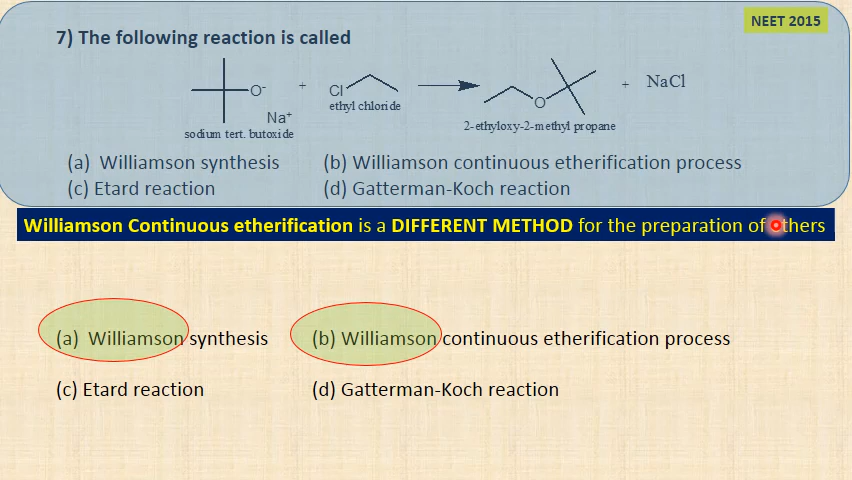 NEET 2015
7) The following reaction is called
O-
+
Cl
+
NaCl
ethyl chloride
O
Na+
sodium tert. butoxide
2-ethyloxy-2-methyl propane
(a) Williamson synthesis (b) Williamson continuous etherification process
(c) Etard reaction (d) Gatterman-Koch reaction
Williamson Continuous etherification is a DIFFERENT METHOD for the preparation of thers
(a) Williamson synthesis (b) Williamson continuous etherification process
(c) Etard reaction (d) Gatterman-Koch reaction